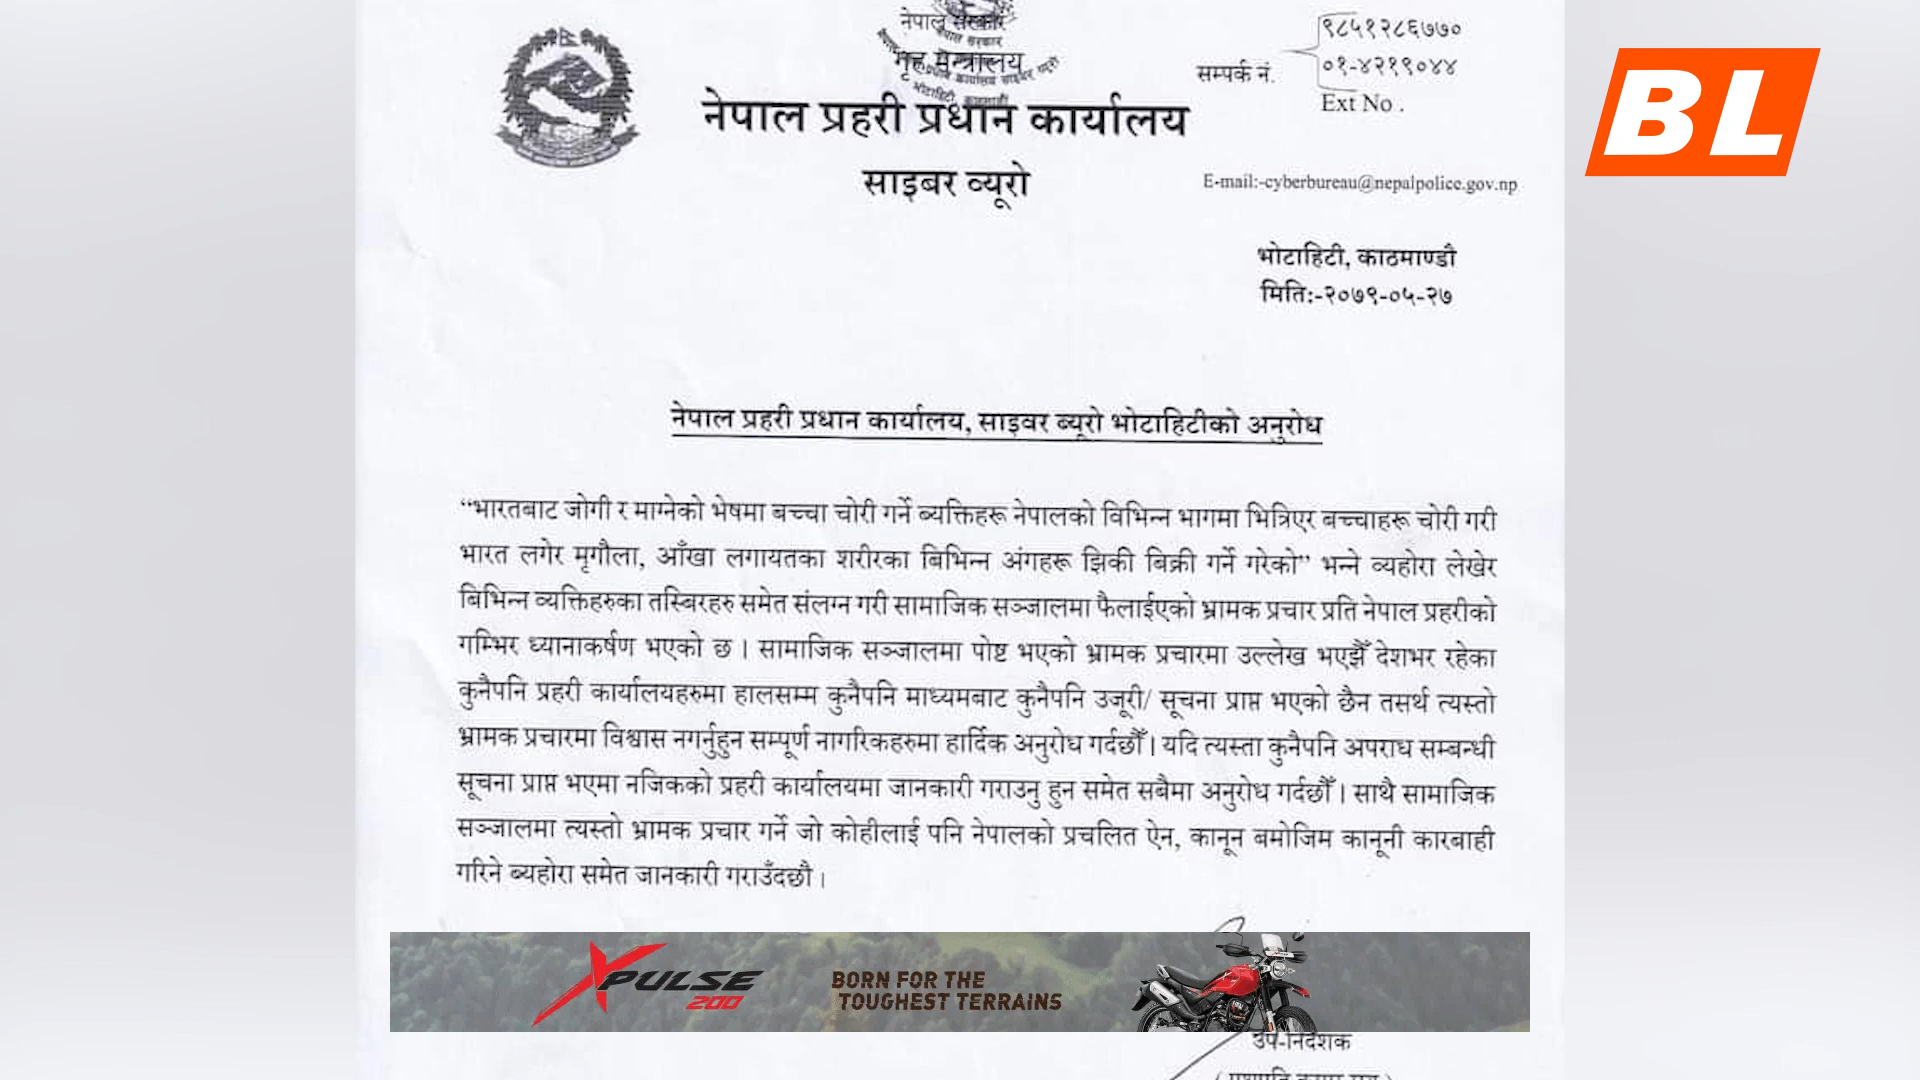 नेपाल सरकार
गृह मन्त्रालय
नेपाल प्रहरी प्रधान कार्यालय
साइबर ब्यूरो
सम्पर्क नं.
९८५१२८६७७०
०१-४२१९०४४
Ext No .
E-mail:-cyberbureau@nepalpolice.gov.np
BL
भोटाहिटी, काठमाण्डौ
मितिः-२०७९-०५-२७
नेपाल प्रहरी प्रधान कार्यालय, साइवर ब्यूरो भोटाहिटीको अनुरोध
“भारतबाट जोगी र माग्नेको भेषमा बच्चा चोरी गर्ने ब्यक्तिहरू नेपालको विभिन्न भागमा भित्रिएर बच्चाहरू चोरी गरी
भारत लगेर मृगौला, आँखा लगायतका शरीरका बिभिन्न अंगहरू झिकी बिक्री गर्ने गरेको” भन्ने व्यहोरा लेखेर
बिभिन्न व्यक्तिहरुका तस्बिरहरु समेत संलग्न गरी सामाजिक सञ्जालमा फैलाईएको भ्रामक प्रचार प्रति नेपाल प्रहरीको
गम्भिर ध्यानाकर्षण भएको छ । सामाजिक सञ्जालमा पोष्ट भएको भ्रामक प्रचारमा उल्लेख भएझैँ देशभर रहेका
कुनैपनि प्रहरी कार्यालयहरुमा हालसम्म कुनैपनि माध्यमबाट कुनैपनि उजूरी/ सूचना प्राप्त भएको छैन तसर्थ त्यस्तो
भ्रामक प्रचारमा विश्वास नगर्नुहुन सम्पूर्ण नागरिकहरुमा हार्दिक अनुरोध गर्दछौँ । यदि त्यस्ता कुनैपनि अपराध सम्बन्धी
सूचना प्राप्त भएमा नजिकको प्रहरी कार्यालयमा जानकारी गराउनु हुन समेत सबैमा अनुरोध गर्दछौँ । साथै सामाजिक
सञ्जालमा त्यस्तो भ्रामक प्रचार गर्ने जो कोहीलाई पनि नेपालको प्रचलित ऐन, कानून बमोजिम कानूनी कारबाही
गरिने ब्यहोरा समेत जानकारी गराउँदछौ ।
XPULSE
200
BORN FOR THE
TOUGHEST TERRAINS
उप-निर्देशक